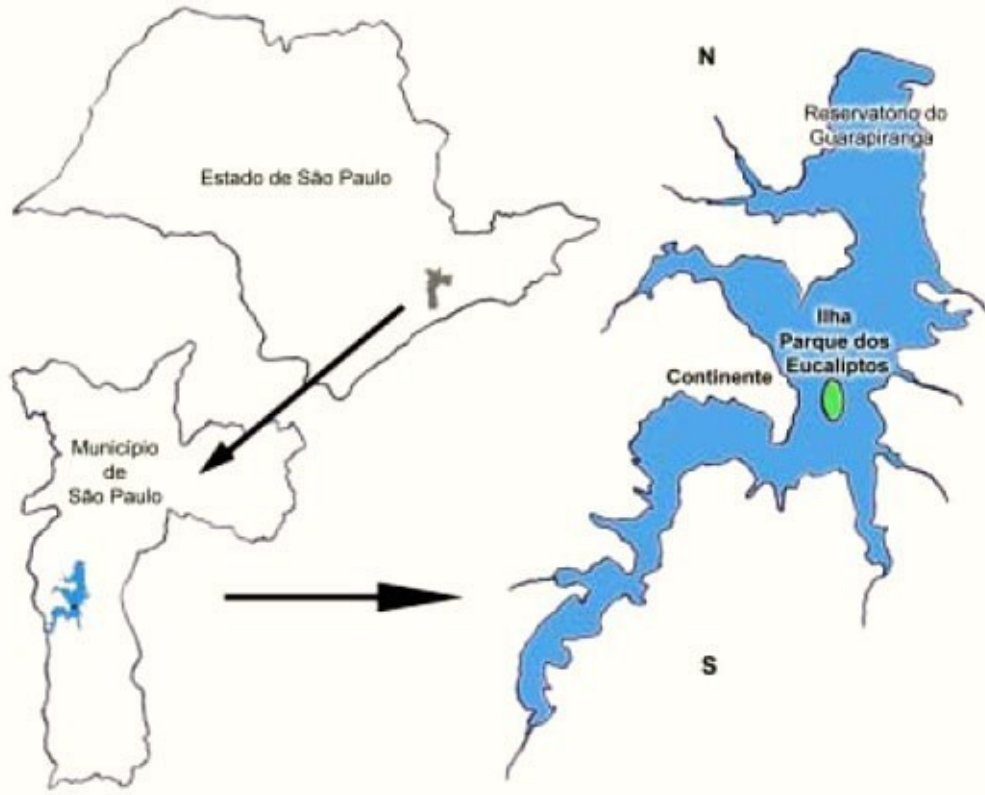 Estado de São Paulo
Município
de
São Paulo
N
Reservatório do
Guarapiranga
Ilha
Parque dos
Eucaliptos
Continente
S